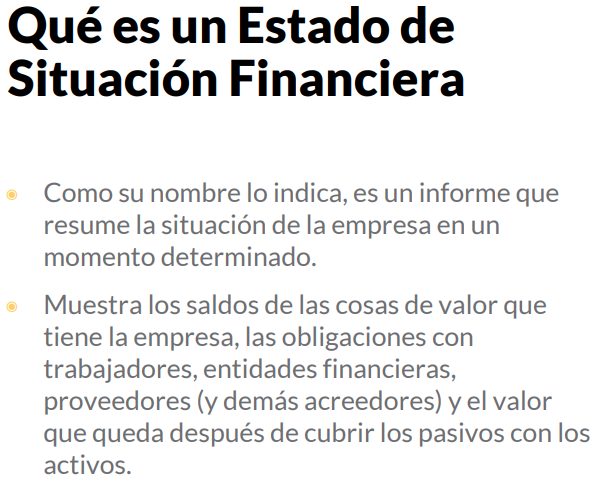 Qué es un Estado de
Situación Financiera
Como su nombre lo indica, es un informe que
resume la situación de la empresa en un
momento determinado.
Muestra los saldos de las cosas de valor que
tiene la empresa, las obligaciones con
trabajadores, entidades financieras,
proveedores (y demás acreedores) y el valor
que queda después de cubrir los pasivos con los
activos.